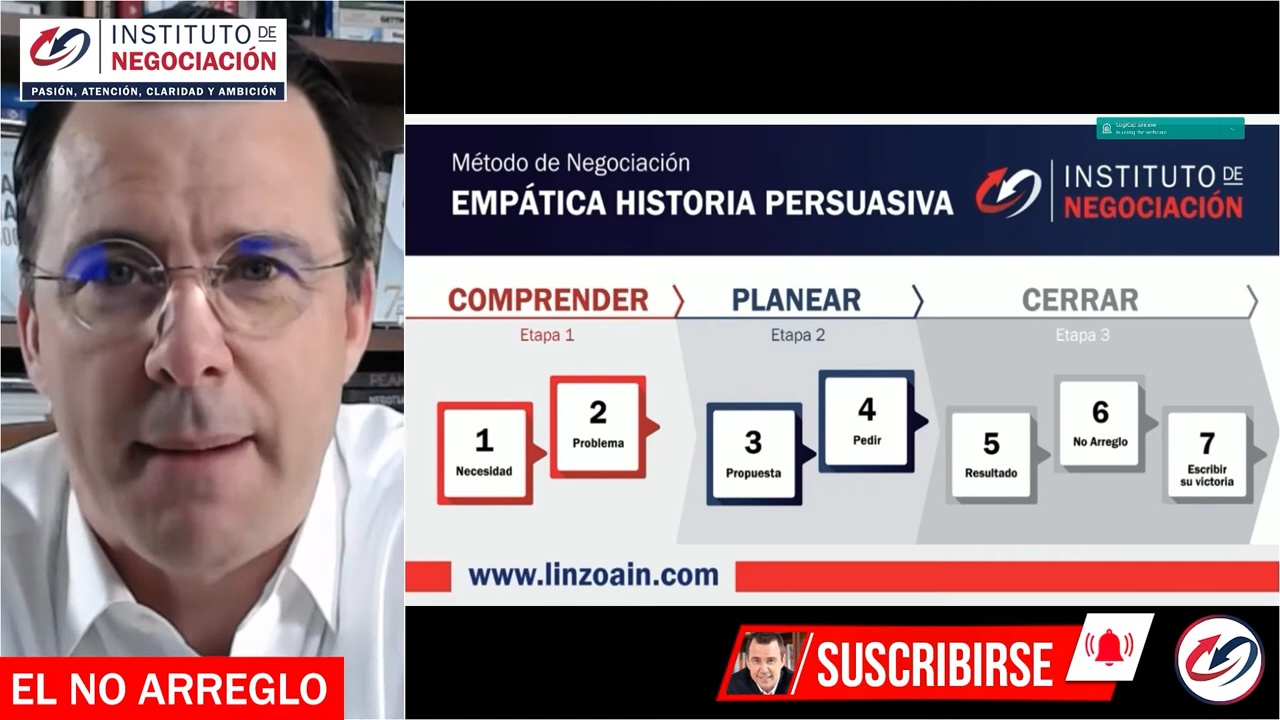 INSTITUTO DE
NEGOCIACIÓN
PASIÓN, ATENCIÓN, CLARIDAD Y AMBICIÓN
EL NO ARREGLO
Método de Negociación
EMPÁTICA HISTORIA PERSUASIVA
INSTITUTO DE
NEGOCIACIÓN
COMPRENDER
Etapa 1
PLANEAR
Etapa 2
CERRAR
Etapa 3
1
Necesidad
2
Problema
3
Propuesta
4
Pedir
5
Resultado
6
No Arreglo
7
Escribir
su victoria
www.linzoain.com
SUSCRIBIRSE